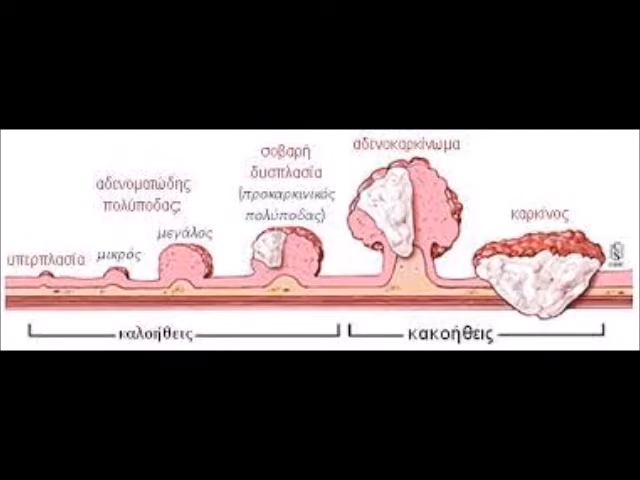 υπερπλασία
αδενοματώδης
πολύποδας:
μικρός
μεγάλος
σοβαρή
δυσπλασία
(προκαρκινικός
πολύποδας)
αδενοκαρκίνωμα
καρκίνος
καλοήθεις
κακοήθεις